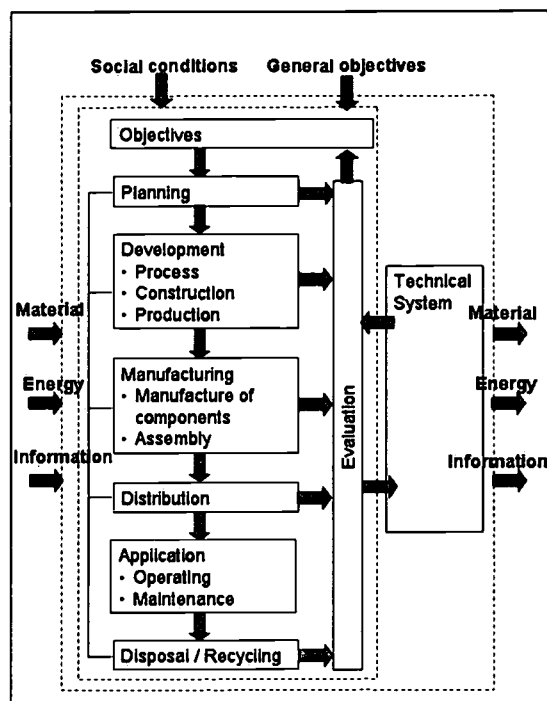 Social conditions
General objectives
Objectives
Planning
Development
• Process
• Construction
• Production
Manufacturing
• Manufacture of
components
• Assembly
Distribution
Application
• Operating
• Maintenance
Disposal / Recycling
Evaluation
Technical
System
Material
Energy
Information
Material
Energy
Information